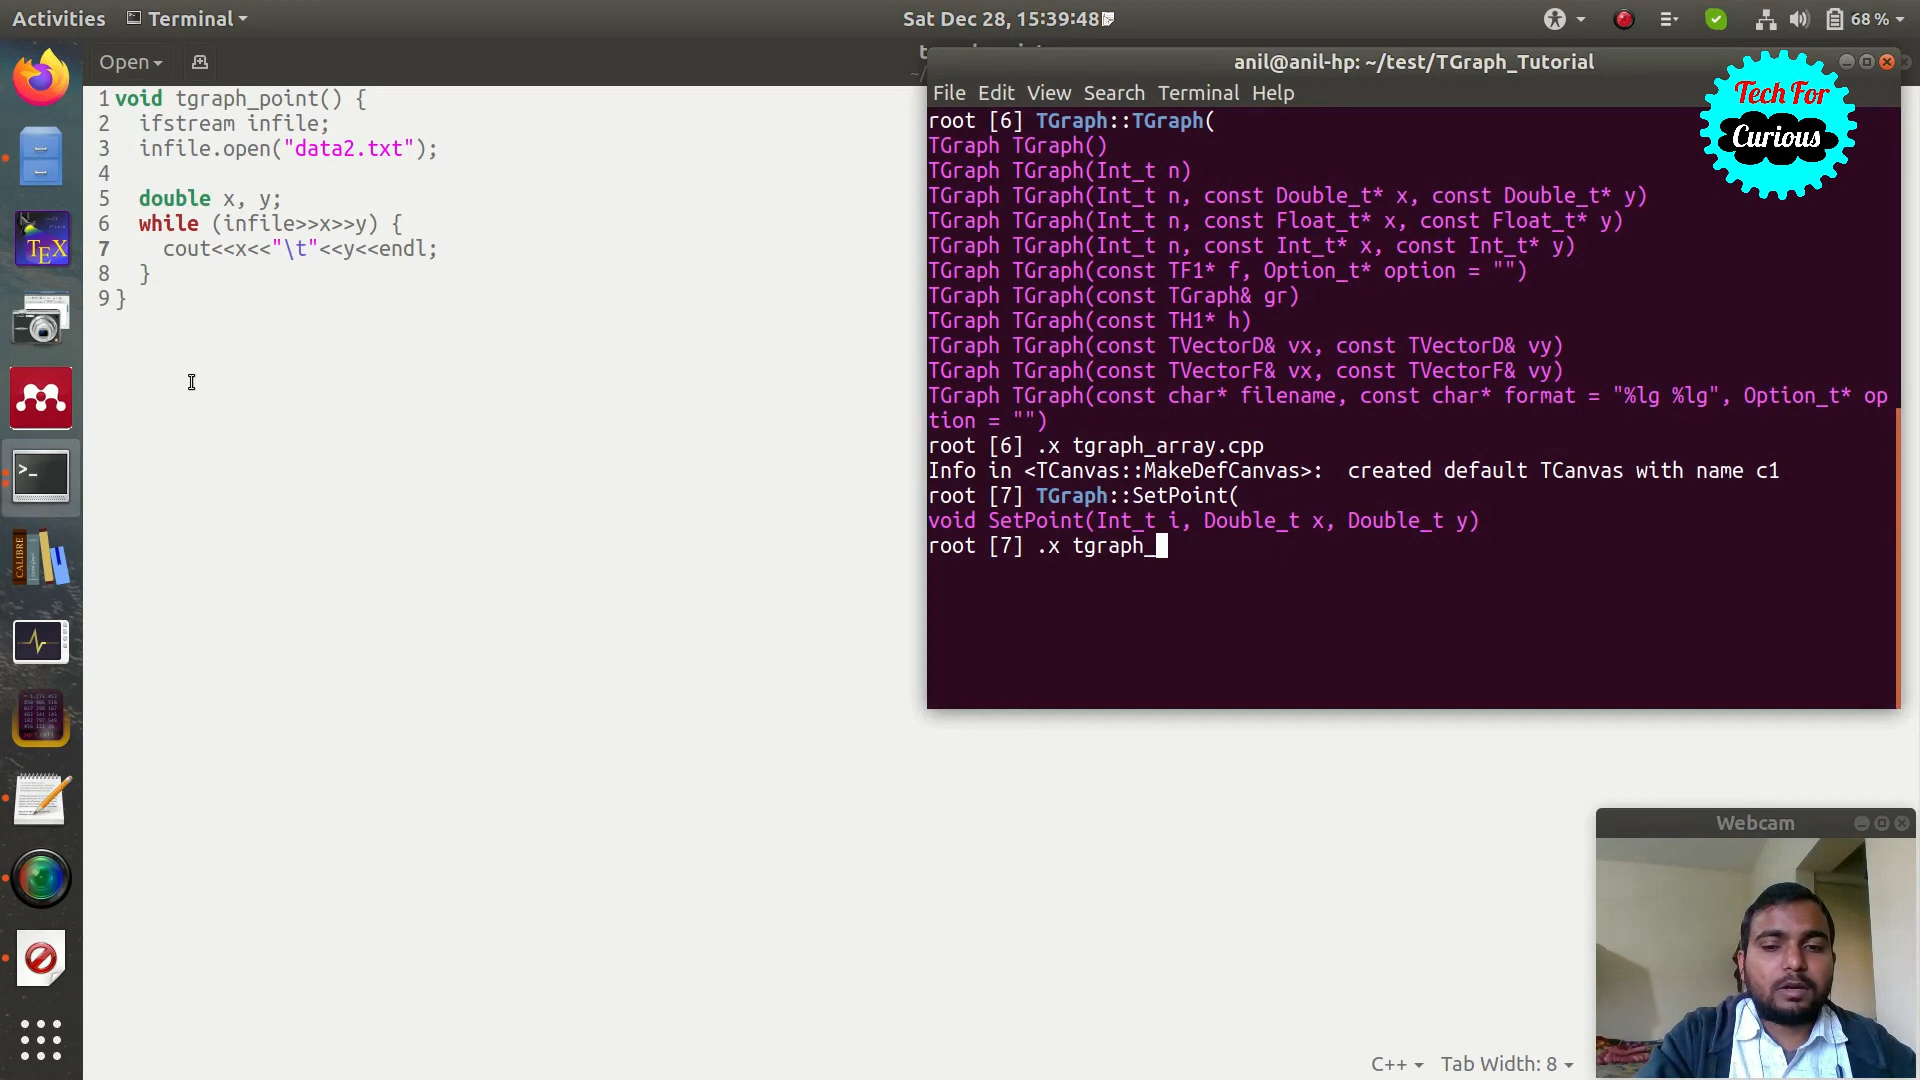 Activities
Terminal
Sat Dec 28, 15:39:48
68 %
Open
1 void tgraph_point() {
2 ifstream infile;
3 infile.open("data2.txt");
4
5 double x, y;
6 while (infile>>x>>y) {
7 cout<<x<<"\t"<<y<<endl;
8 }
9 }
anil@anil-hp: ~/test/TGraph_Tutorial
File Edit View Search Terminal Help
root [6] TGraph::TGraph(
TGraph TGraph()
TGraph TGraph(Int_t n)
TGraph TGraph(Int_t n, const Double_t* x, const Double_t* y)
TGraph TGraph(Int_t n, const Float_t* x, const Float_t* y)
TGraph TGraph(Int_t n, const Int_t* x, const Int_t* y)
TGraph TGraph(const TF1* f, Option_t* option = "")
TGraph TGraph(const TGraph& gr)
TGraph TGraph(const TH1* h)
TGraph TGraph(const TVectorD& vx, const TVectorD& vy)
TGraph TGraph(const TVectorF& vx, const TVectorF& vy)
TGraph TGraph(const char* filename, const char* format = "%lg %lg", Option_t* op
tion = "")
root [6] .x tgraph_array.cpp
Info in <TCanvas::MakeDefCanvas>:  created default TCanvas with name c1
root [7] TGraph::SetPoint(
void SetPoint(Int_t i, Double_t x, Double_t y)
root [7] .x tgraph_
Tech For
Curious
TEX
CALIBRE
Webcam
C++
Tab Width: 8